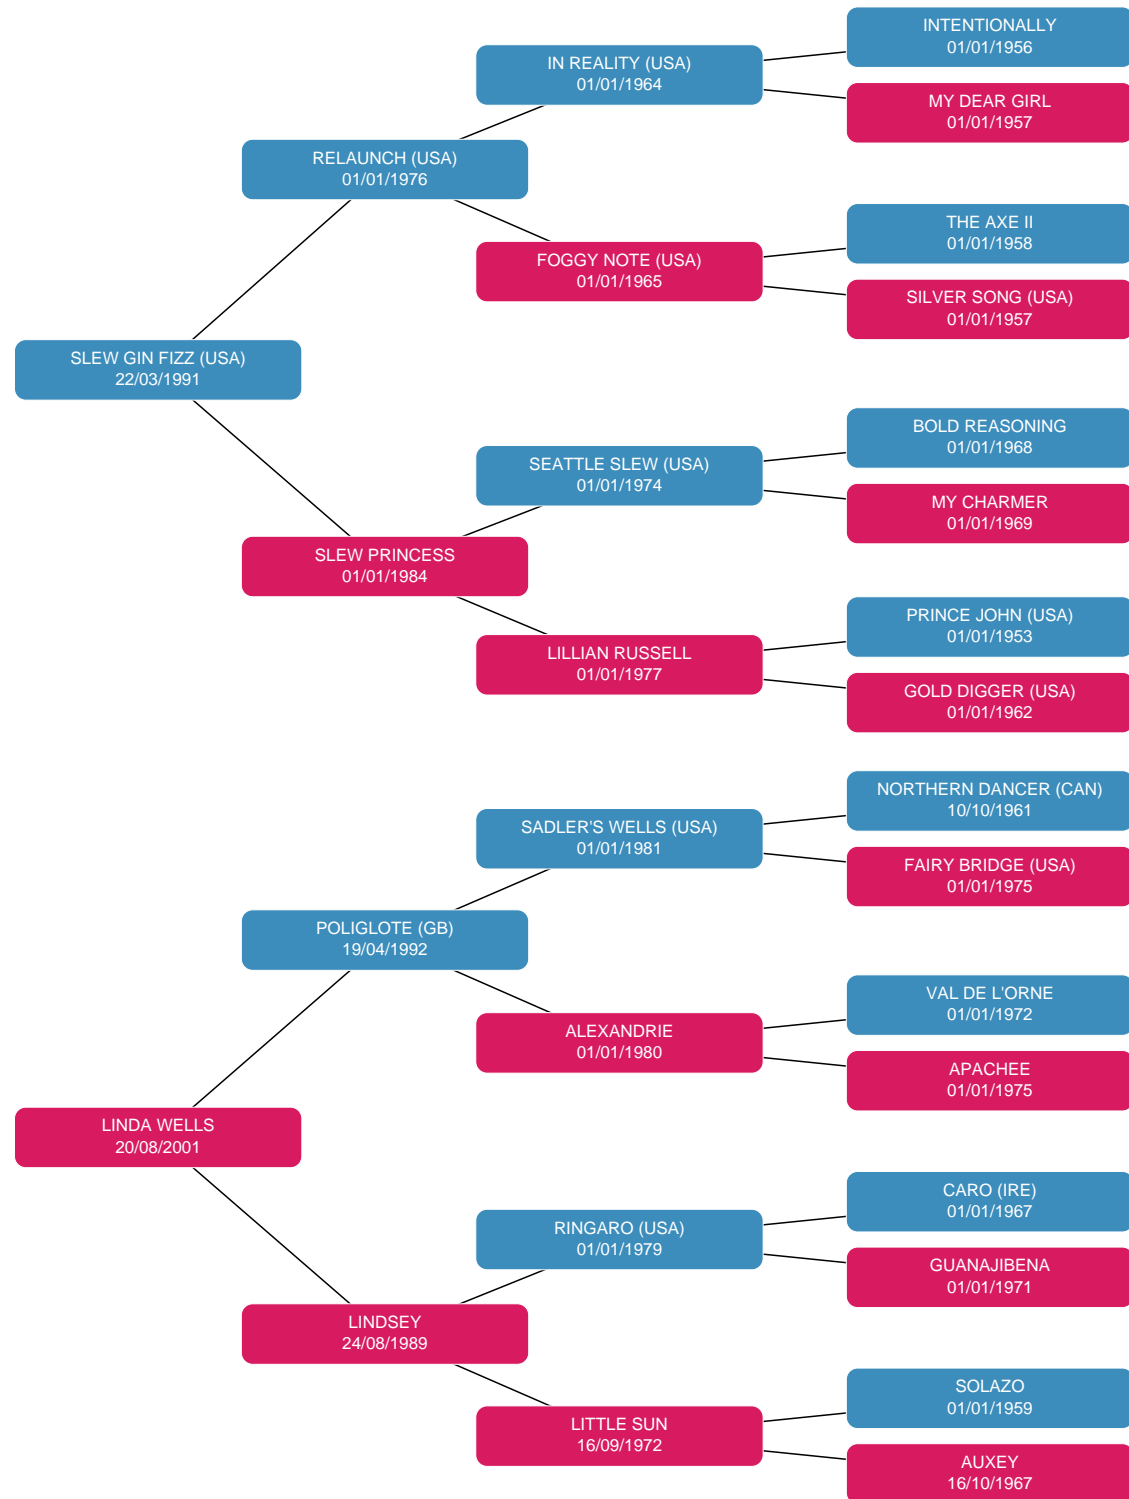 INTENTIONALLY
01/01/1956
IN REALITY (USA)
01/01/1964
MY DEAR GIRL
01/01/1957
RELAUNCH (USA)
01/01/1976
THE AXE II
01/01/1958
FOGGY NOTE (USA)
01/01/1965
SILVER SONG (USA)
01/01/1957
SLEW GIN FIZZ (USA)
22/03/1991
BOLD REASONING
01/01/1968
SEATTLE SLEW (USA)
01/01/1974
MY CHARMER
01/01/1969
SLEW PRINCESS
01/01/1984
PRINCE JOHN (USA)
01/01/1953
LILLIAN RUSSELL
01/01/1977
GOLD DIGGER (USA)
01/01/1962
NORTHERN DANCER (CAN)
10/10/1961
SADLER'S WELLS (USA)
01/01/1981
FAIRY BRIDGE (USA)
01/01/1975
POLIGLOTE (GB)
19/04/1992
VAL DE L'ORNE
01/01/1972
ALEXANDRIE
01/01/1980
APACHEE
01/01/1975
LINDA WELLS
20/08/2001
CARO (IRE)
01/01/1967
RINGARO (USA)
01/01/1979
GUANAJIBENA
01/01/1971
LINDSEY
24/08/1989
SOLAZO
01/01/1959
LITTLE SUN
16/09/1972
AUXEY
16/10/1967